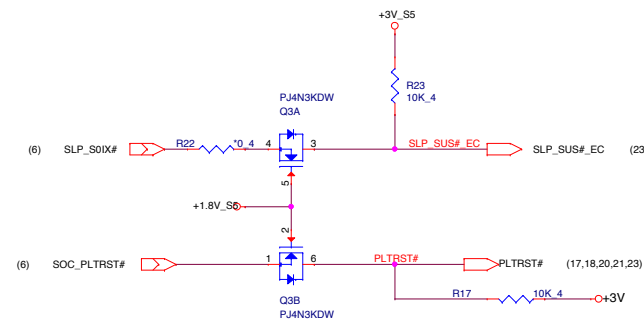 +3V_S5
R23
10K_4
PJ4N3KDW
Q3A
(6) SLP_S0IX# R22 *0_4 4 3 SLP_SUS#_EC SLP_SUS#_EC (23
5
+1.8V_S5
2
(6) SOC_PLTRST# 1 6 PLTRST# PLTRST# (17,18,20,21,23)
R17 10K_4 +3V
Q3B
PJ4N3KDW